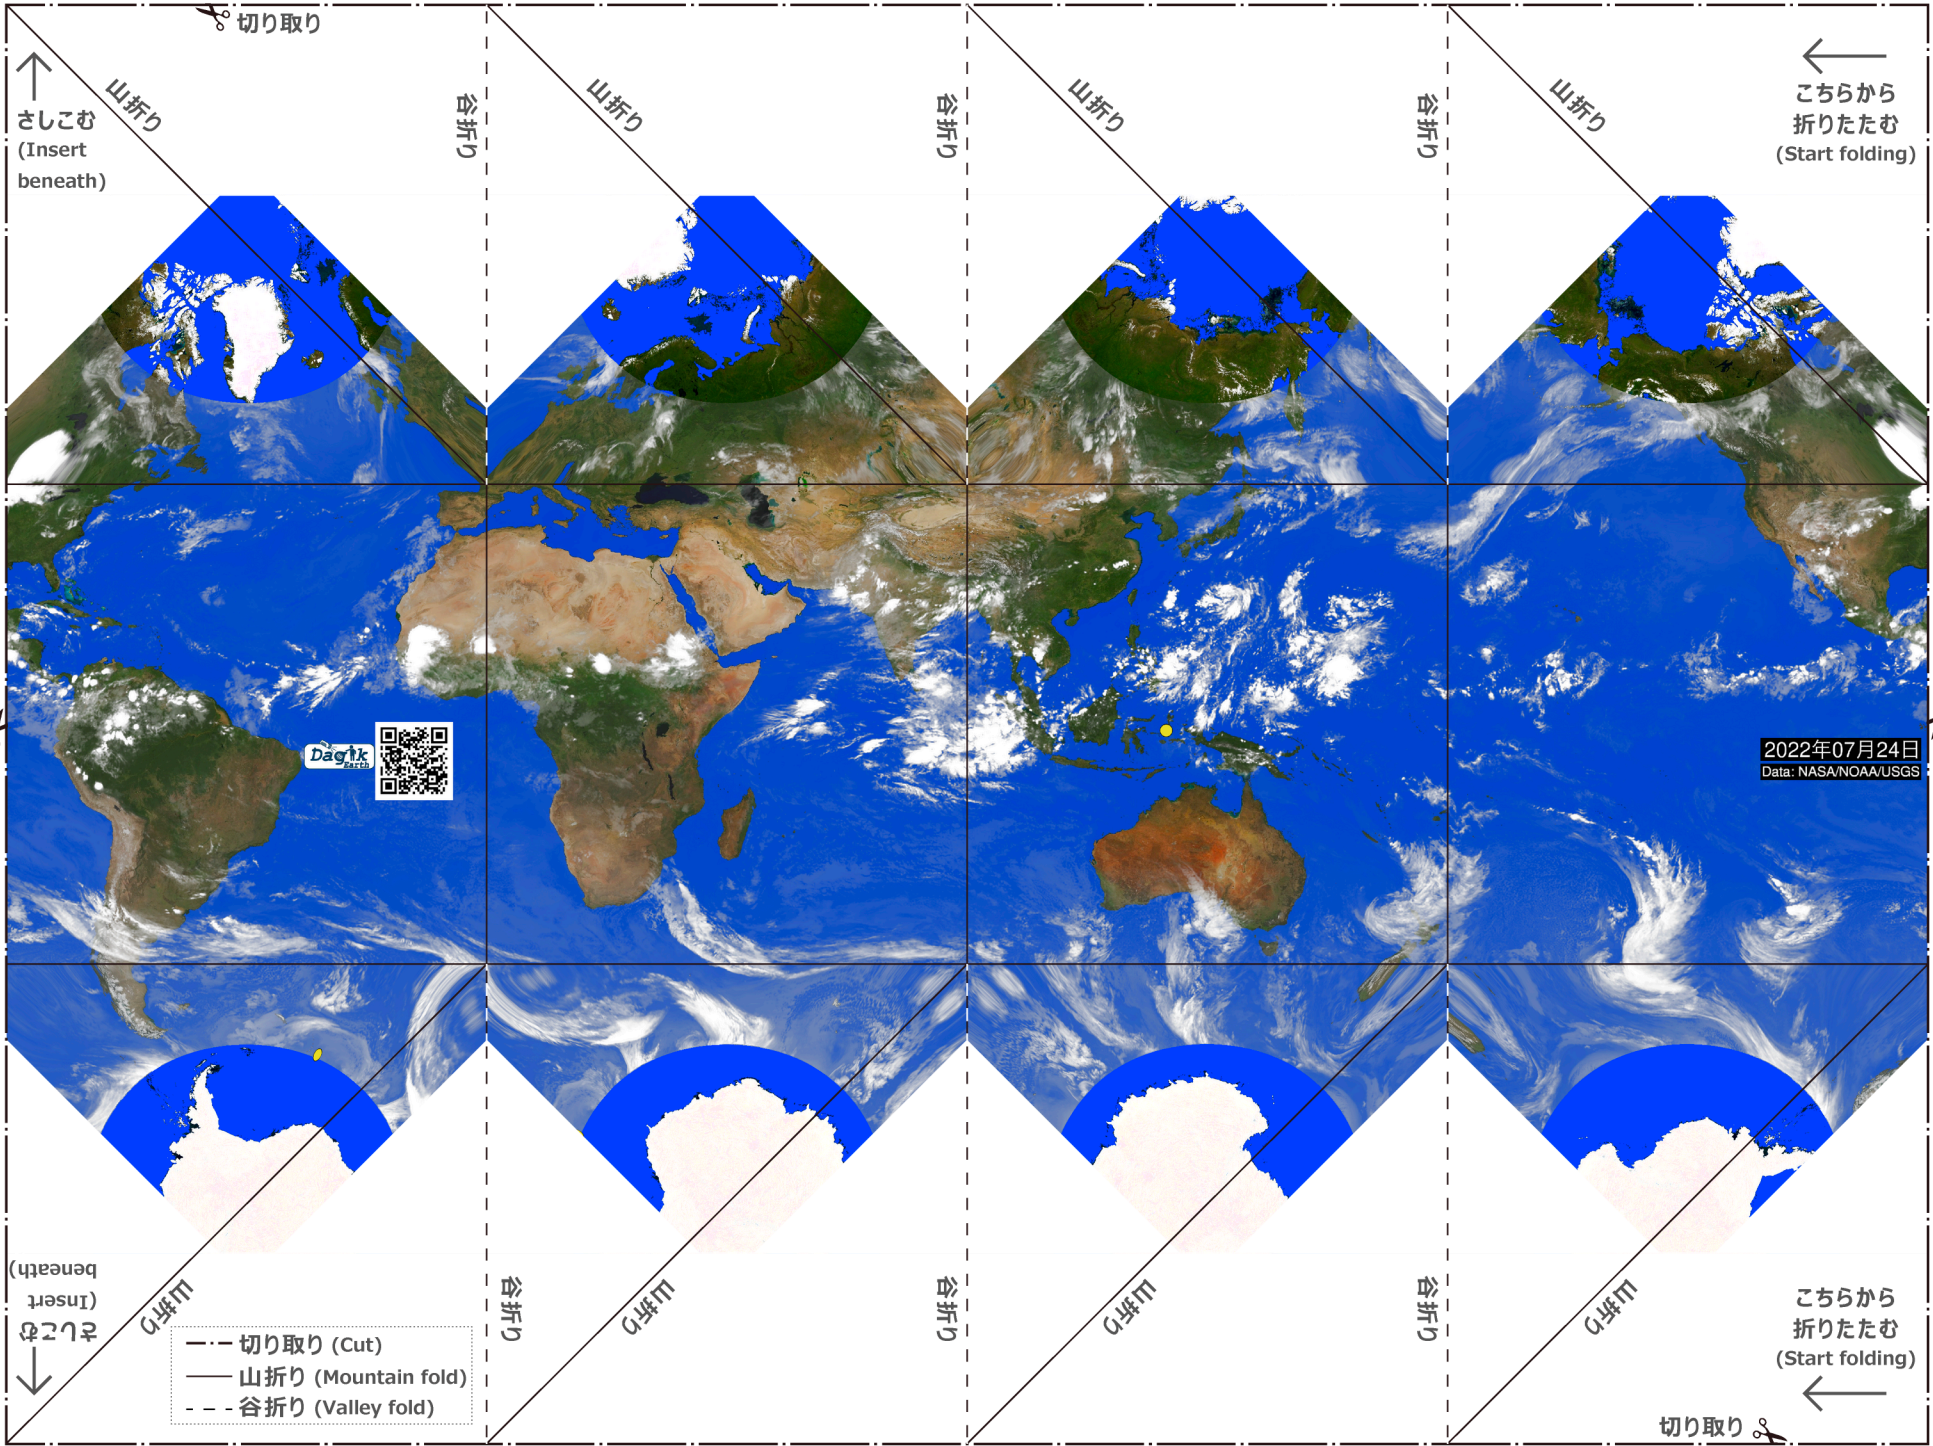 切り取り
山折り
谷折り
山折り
谷折り
山折り
谷折り
山折り
さしこむ
(Insert
beneath)
こちらから
折りたたむ
(Start folding)
Dagik
Earth
2022年07月24日
Data: NASA/NOAA/USGS
さしこむ
(Insert
beneath)
山折り
谷折り
山折り
谷折り
山折り
谷折り
山折り
こちらから
折りたたむ
(Start folding)
切り取り (Cut)
山折り (Mountain fold)
谷折り (Valley fold)
切り取り